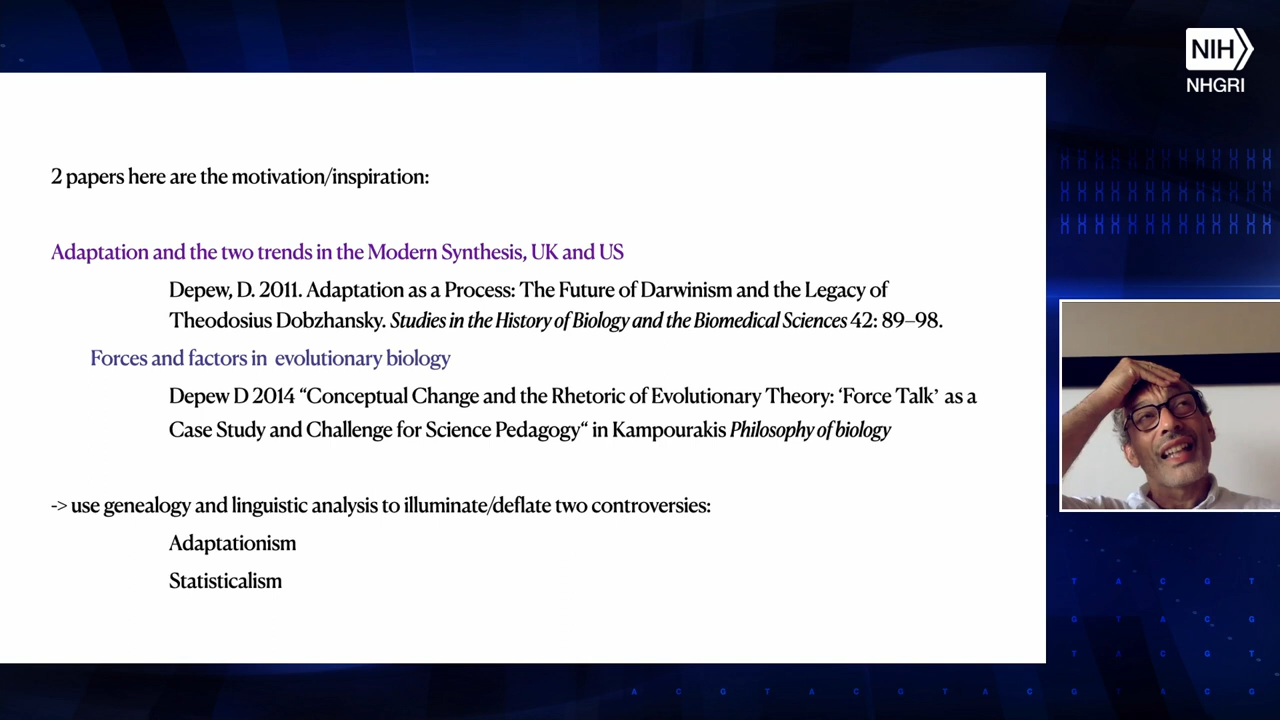 NIH
NHGRI
2 papers here are the motivation/inspiration:
Adaptation and the two trends in the Modern Synthesis, UK and US
Depew, D. 2011. Adaptation as a Process: The Future of Darwinism and the Legacy of
Theodosius Dobzhansky. Studies in the History of Biology and the Biomedical Sciences 42: 89–98.
Forces and factors in  evolutionary biology
Depew D 2014 “Conceptual Change and the Rhetoric of Evolutionary Theory: ‘Force Talk’ as a
Case Study and Challenge for Science Pedagogy“ in Kampourakis Philosophy of biology
-> use genealogy and linguistic analysis to illuminate/deflate two controversies:
Adaptationism
Statisticalism
T A C G T
G T A C G
T A C G T
A C G T A C G T A C G T A C G